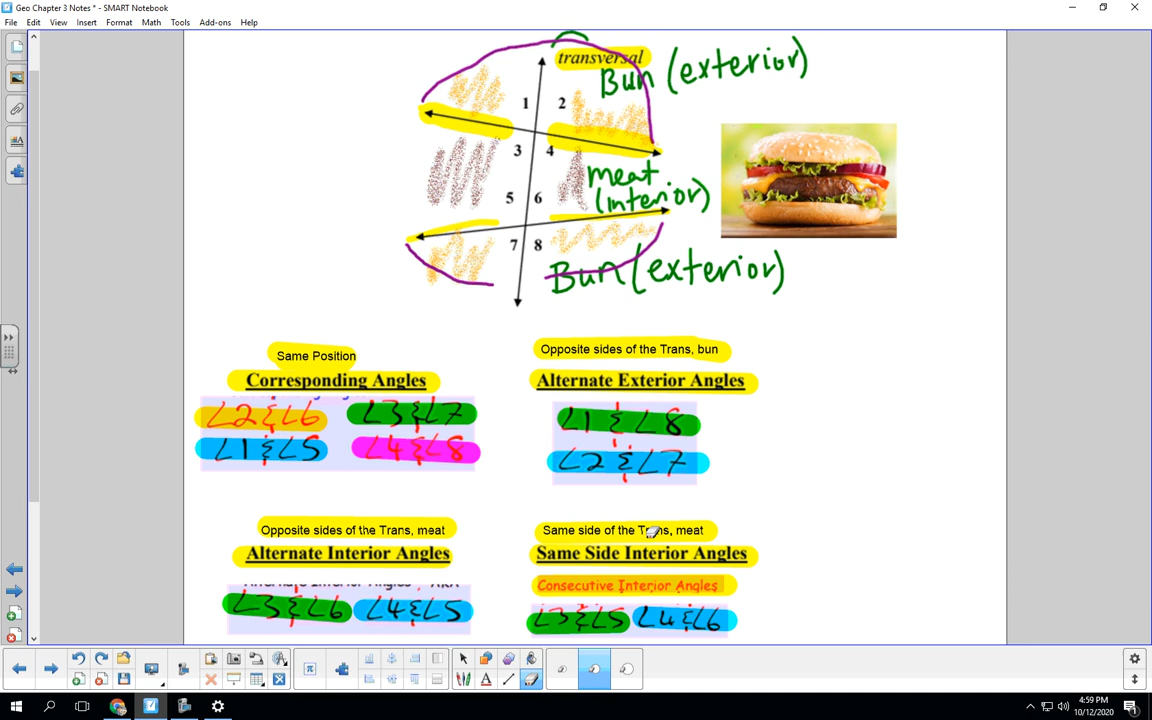 Geo Chapter 3 Notes * - SMART Notebook
File Edit View Insert Format Math Tools Add-ons Help
transversal
Bun (exterior)
1 2
3 4
meat
(interior)
5 6
7 8
Bun (exterior)
Same Position
Corresponding Angles
∠2 & ∠6 ∠3 & ∠7
∠1 & ∠5 ∠4 & ∠8
Opposite sides of the Trans, bun
Alternate Exterior Angles
∠1 & ∠8
∠2 & ∠7
Opposite sides of the Trans, meat
Alternate Interior Angles
∠3 & ∠6 ∠4 & ∠5
Same side of the Trans, meat
Same Side Interior Angles
Consecutive Interior Angles
∠3 & ∠5 ∠4 & ∠6
4:59 PM
10/12/2020